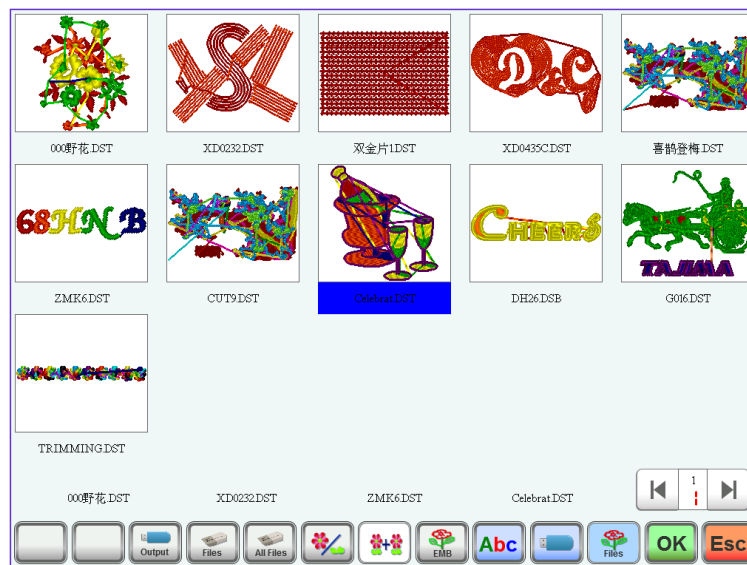 000野花.DST
XD0232.DST
双金片1.DST
XD0435C.DST
喜鹊登梅.DST
68HNB
CHEERS
TAJIMA
ZMK6.DST
CUT9.DST
Celebrat.DST
DH26.DSB
G016.DST
TRIMMING.DST
000野花.DST
XD0232.DST
ZMK6.DST
Celebrat.DST
1
Output
Files
All Files
EMB
Abc
Files
OK
Esc